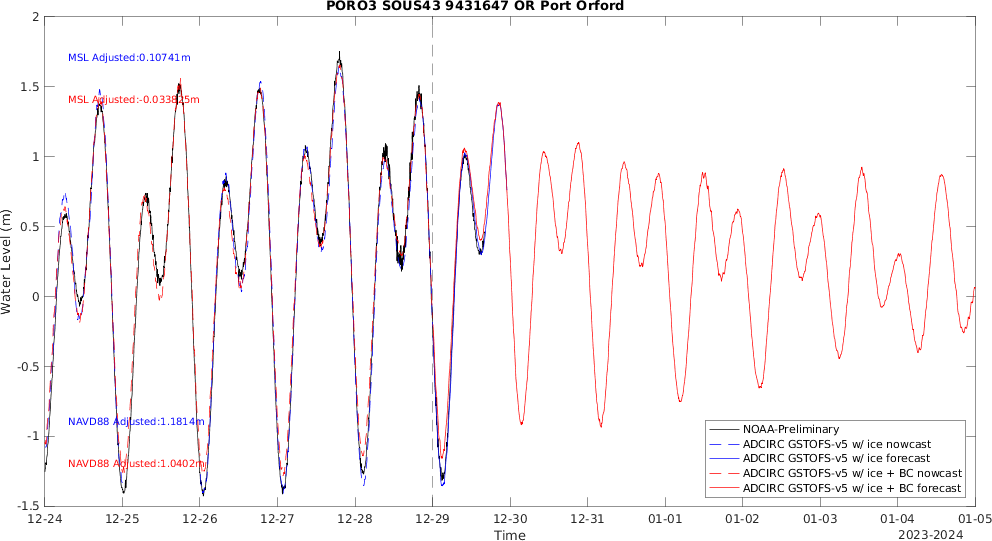 PORO3 SOUS43 9431647 OR Port Orford
2
1.5
1
0.5
0
-0.5
-1
-1.5
Water Level (m)
MSL Adjusted:0.10741m
MSL Adjusted:-0.033825m
NAVD88 Adjusted:1.1814m
NAVD88 Adjusted:1.0402m
NOAA-Preliminary
ADCIRC GSTOFS-v5 w/ ice nowcast
ADCIRC GSTOFS-v5 w/ ice forecast
ADCIRC GSTOFS-v5 w/ ice + BC nowcast
ADCIRC GSTOFS-v5 w/ ice + BC forecast
12-24 12-25 12-26 12-27 12-28 12-29 12-30 12-31 01-01 01-02 01-03 01-04 01-05
Time
2023-2024